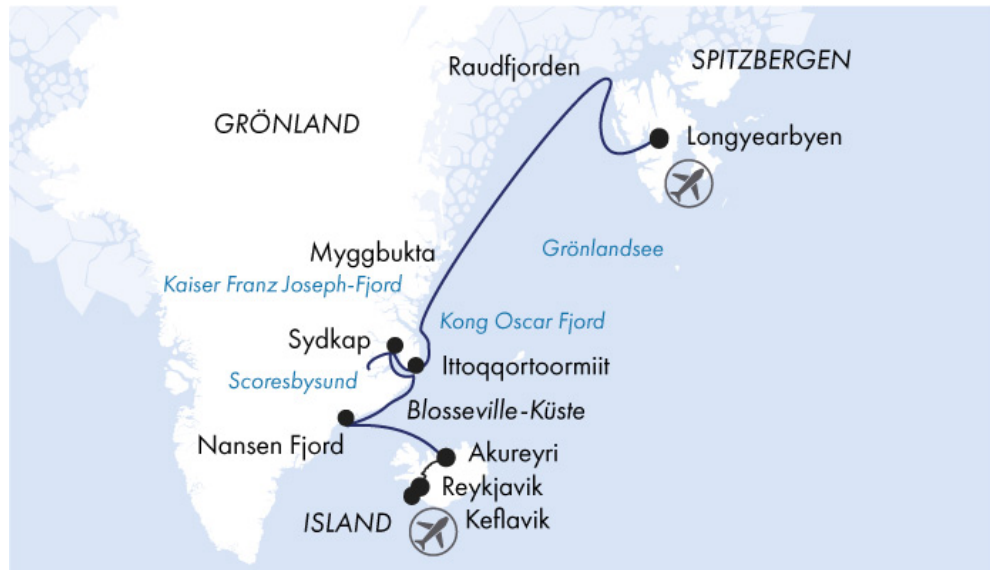 Raudfjorden
SPITZBERGEN
GRÖNLAND
Longyearbyen
Myggbukta
Grönlandsee
Kaiser Franz Joseph-Fjord
Kong Oscar Fjord
Sydkap
Ittoqqortoormiit
Scoresbysund
Blosseville-Küste
Nansen Fjord
Akureyri
Reykjavik
ISLAND
Keflavik